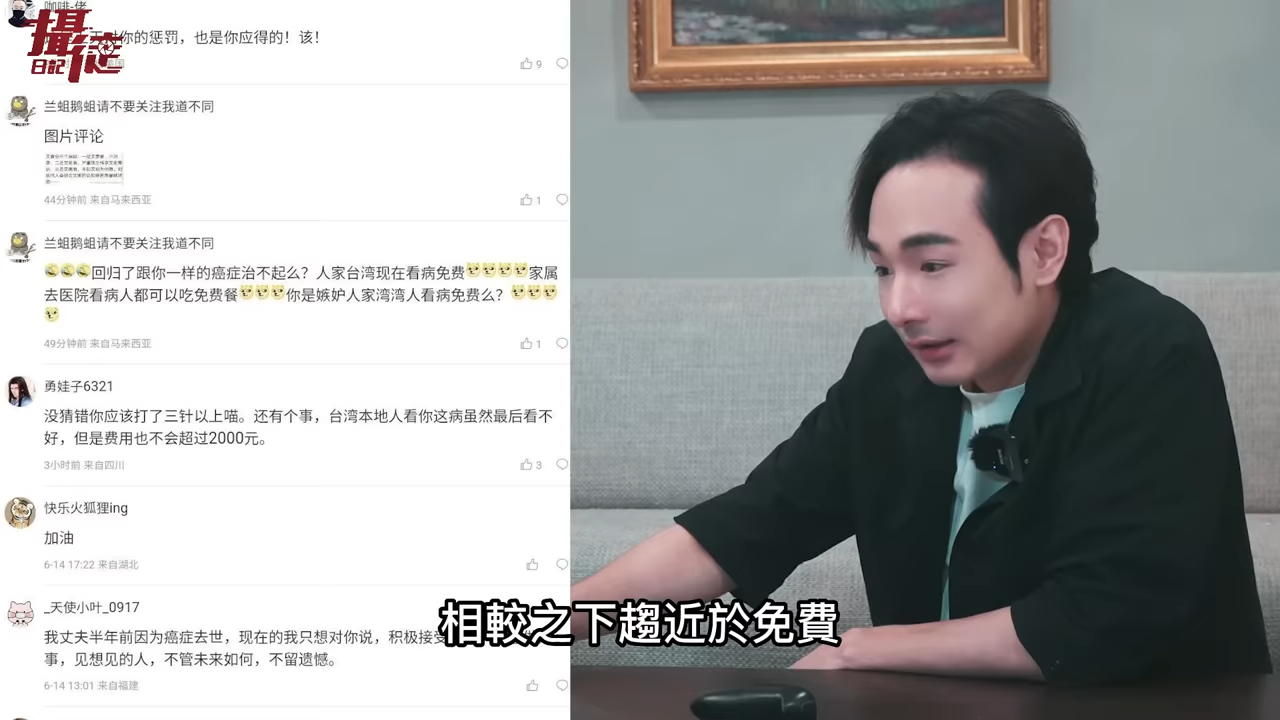 攝徒
日記
咖啡-佬
对你的惩罚，也是你应得的！该！
9
兰蛆鹅蛆请不要关注我道不同
图片评论
44分钟前 来自马来西亚
1
兰蛆鹅蛆请不要关注我道不同
回归了跟你一样的癌症治不起么？人家台湾现在看病免费家属
去医院看病人都可以吃免费餐你是嫉妒人家湾湾人看病免费么？
49分钟前 来自马来西亚
1
勇娃子6321
没猜错你应该打了三针以上喵。还有个事，台湾本地人看你这病虽然最后看不
好，但是费用也不会超过2000元。
3小时前 来自四川
3
快乐火狐狸ing
加油
6-14 17:22 来自湖北
_天使小叶_0917
我丈夫半年前因为癌症去世，现在的我只想对你说，积极接受
事，见想见的人，不管未来如何，不留遗憾。
6-14 13:01 来自福建
相較之下趨近於免費